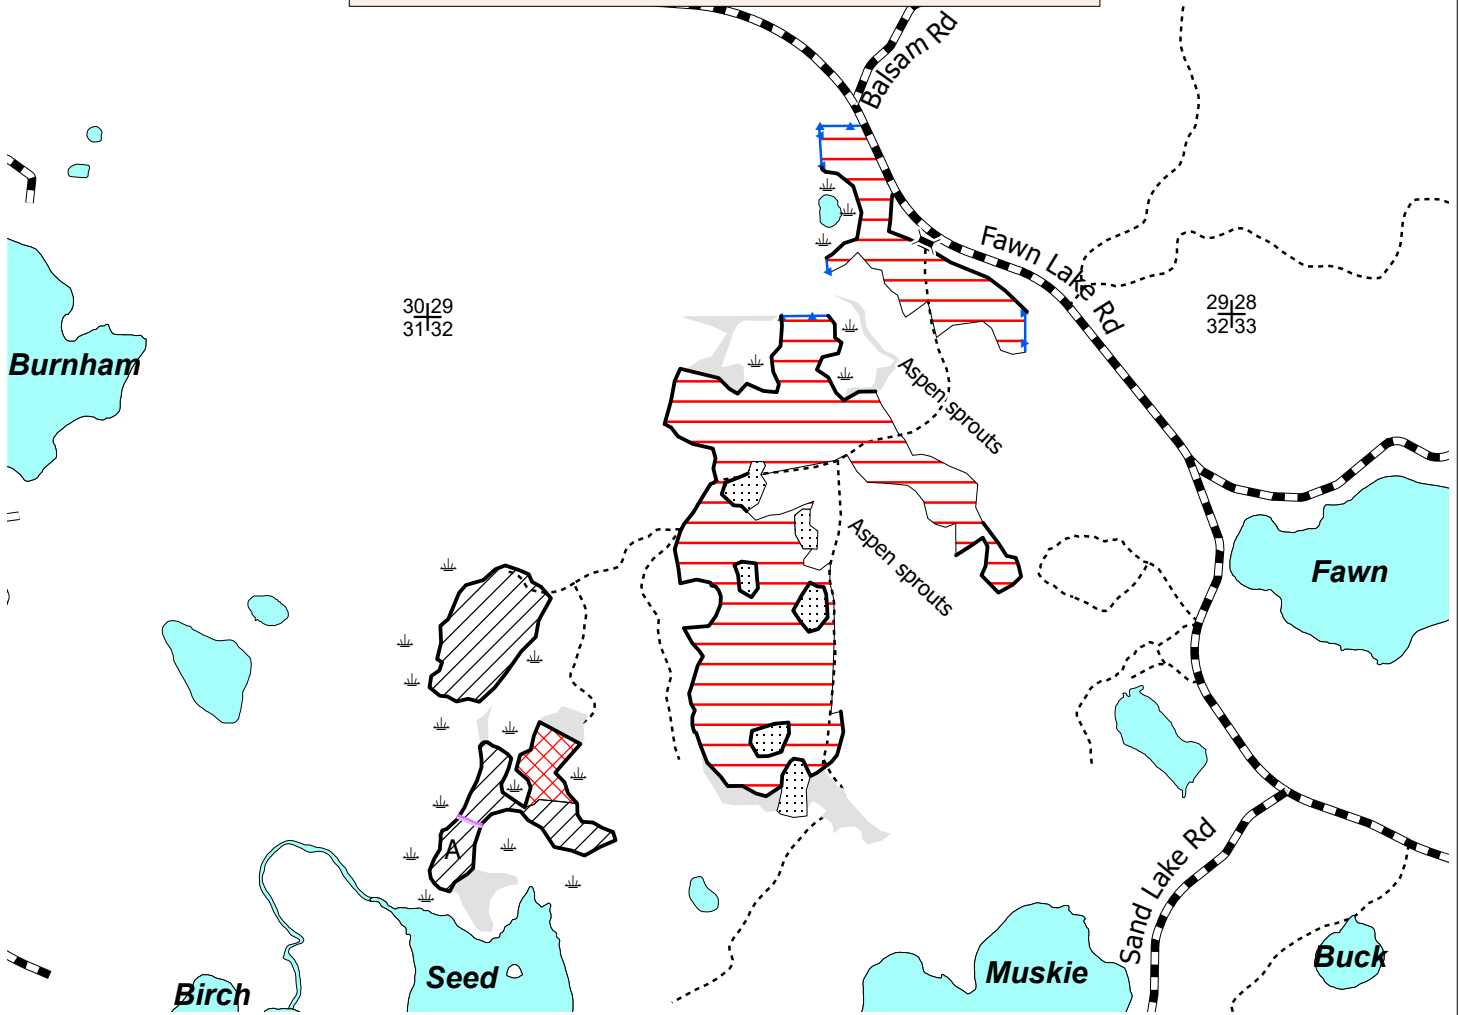 Balsam Rd
Fawn Lake Rd
30 29
31 32
29 28
32 33
Burnham
Aspen sprouts
Aspen sprouts
Fawn
A
Sand Lake Rd
Seed
Muskie
Buck
Birch